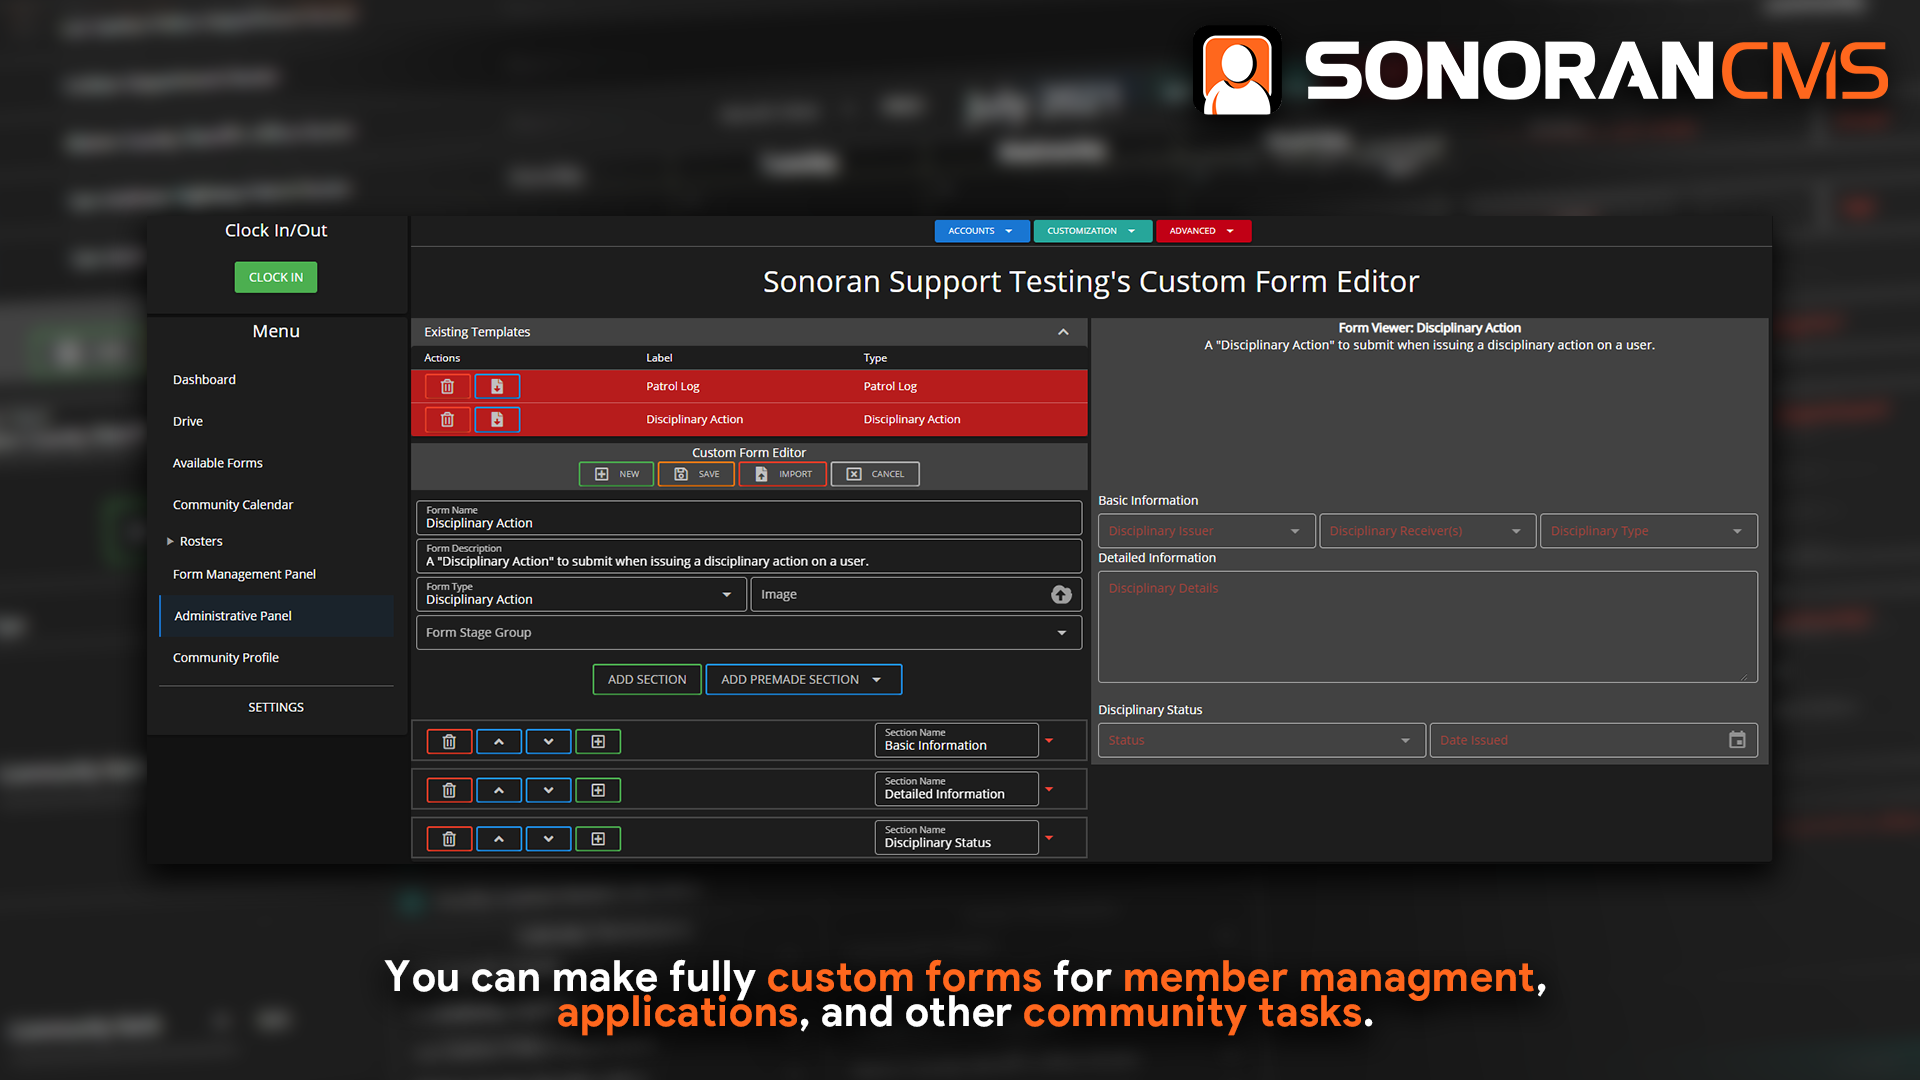 SONORANCMS
Clock In/Out
CLOCK IN
Menu
Dashboard
Drive
Available Forms
Community Calendar
Rosters
Form Management Panel
Administrative Panel
Community Profile
SETTINGS
ACCOUNTS CUSTOMIZATION ADVANCED
Sonoran Support Testing's Custom Form Editor
Existing Templates
Actions Label Type
Patrol Log Patrol Log
Disciplinary Action Disciplinary Action
Custom Form Editor
NEW SAVE IMPORT CANCEL
Form Name
Disciplinary Action
Form Description
A "Disciplinary Action" to submit when issuing a disciplinary action on a user.
Form Type
Disciplinary Action
Image
Form Stage Group
ADD SECTION ADD PREMADE SECTION
Section Name
Basic Information
Section Name
Detailed Information
Section Name
Disciplinary Status
Form Viewer: Disciplinary Action
A "Disciplinary Action" to submit when issuing a disciplinary action on a user.
Basic Information
Disciplinary Issuer Disciplinary Receiver(s) Disciplinary Type
Detailed Information
Disciplinary Details
Disciplinary Status
Status Date Issued
You can make fully custom forms for member managment,
applications, and other community tasks.
July 2021